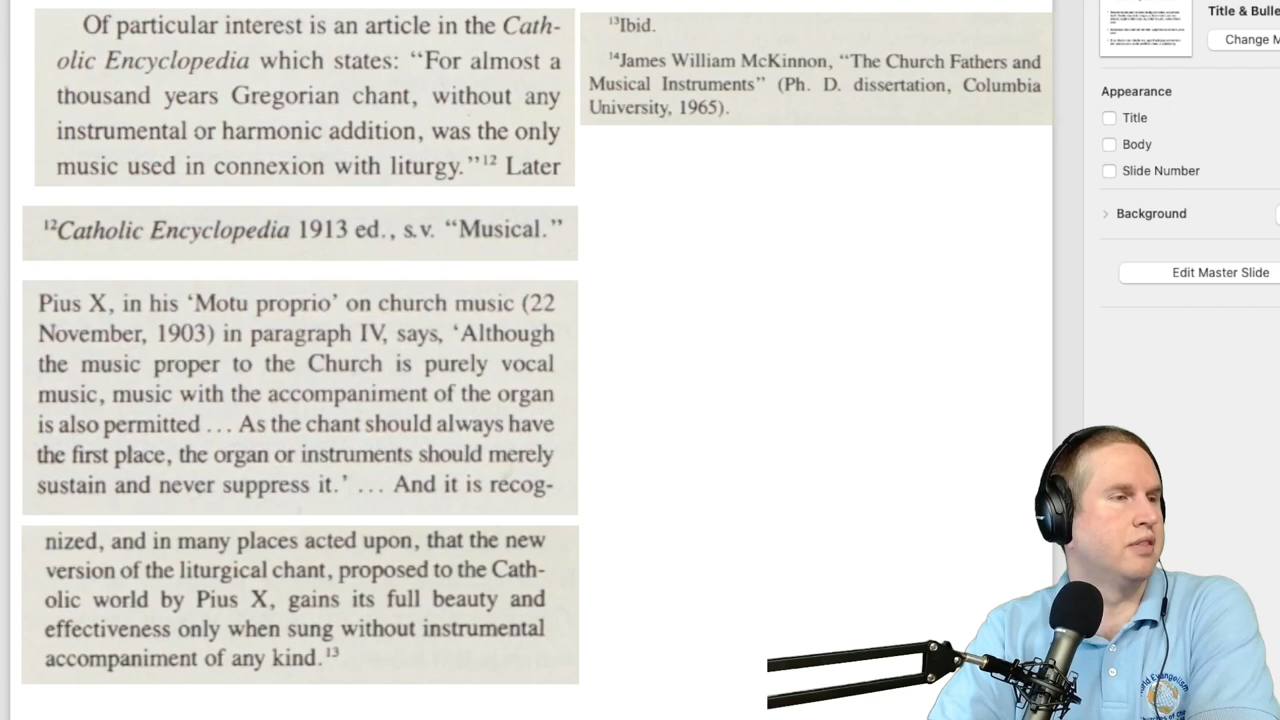 Of particular interest is an article in the Cath-
olic Encyclopedia which states: “For almost a
thousand years Gregorian chant, without any
instrumental or harmonic addition, was the only
music used in connexion with liturgy.”¹² Later
¹²Catholic Encyclopedia 1913 ed., s.v. “Musical.”
Pius X, in his ‘Motu proprio’ on church music (22
November, 1903) in paragraph IV, says, ‘Although
the music proper to the Church is purely vocal
music, music with the accompaniment of the organ
is also permitted ... As the chant should always have
the first place, the organ or instruments should merely
sustain and never suppress it.’ ... And it is recog-
nized, and in many places acted upon, that the new
version of the liturgical chant, proposed to the Cath-
olic world by Pius X, gains its full beauty and
effectiveness only when sung without instrumental
accompaniment of any kind.¹³
¹³Ibid.
¹⁴James William McKinnon, “The Church Fathers and
Musical Instruments” (Ph. D. dissertation, Columbia
University, 1965).
Title & Bulle
Change M
Appearance
Title
Body
Slide Number
Background
Edit Master Slide